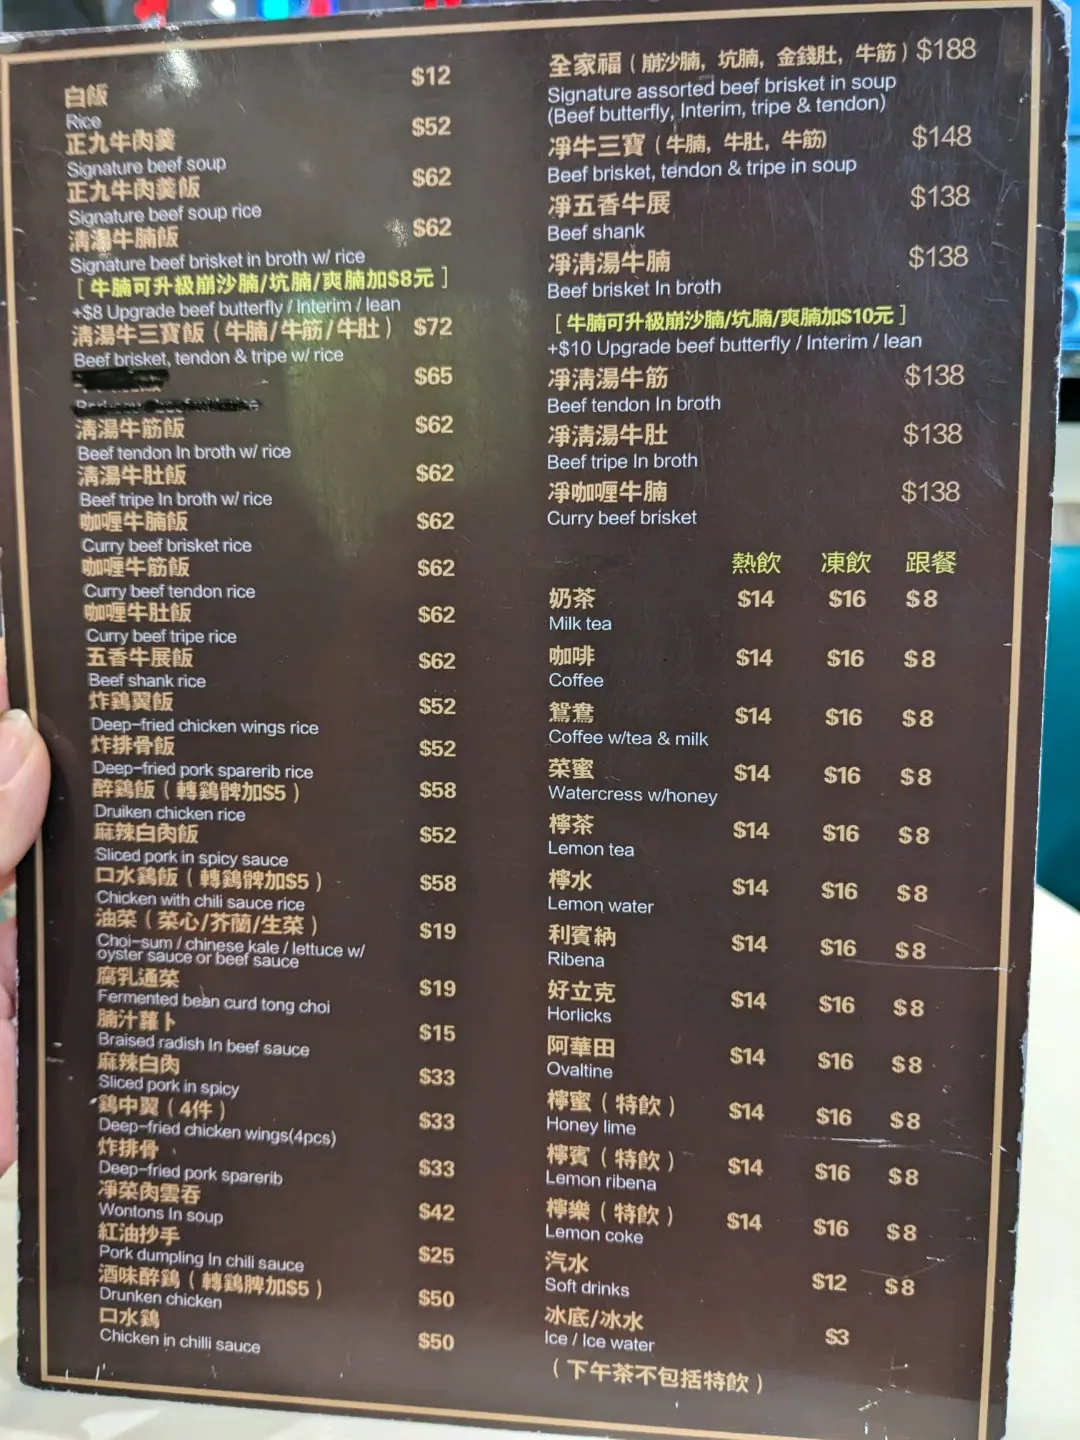 白飯 $12
Rice
正九牛肉羹 $52
Signature beef soup
正九牛肉羹飯 $62
Signature beef soup rice
清湯牛腩飯 $62
Signature beef brisket in broth w/ rice
[ 牛腩可升級崩沙腩/坑腩/爽腩加$8元 ]
+$8 Upgrade beef butterfly / Interim / lean
清湯牛三寶飯（牛腩/牛筋/牛肚） $72
Beef brisket, tendon & tripe w/ rice
$65
清湯牛筋飯 $62
Beef tendon In broth w/ rice
清湯牛肚飯 $62
Beef tripe In broth w/ rice
咖喱牛腩飯 $62
Curry beef brisket rice
咖喱牛筋飯 $62
Curry beef tendon rice
咖喱牛肚飯 $62
Curry beef tripe rice
五香牛展飯 $62
Beef shank rice
炸鷄翼飯 $52
Deep-fried chicken wings rice
炸排骨飯 $52
Deep-fried pork sparerib rice
醉鷄飯（轉鷄髀加$5） $58
Druiken chicken rice
麻辣白肉飯 $52
Sliced pork in spicy sauce
口水鷄飯（轉鷄髀加$5） $58
Chicken with chili sauce rice
油菜（菜心/芥蘭/生菜） $19
Choi-sum / chinese kale / lettuce w/
oyster sauce or beef sauce
腐乳通菜 $19
Fermented bean curd tong choi
腩汁蘿卜 $15
Braised radish In beef sauce
麻辣白肉 $33
Sliced pork in spicy
鷄中翼（4件） $33
Deep-fried chicken wings(4pcs)
炸排骨 $33
Deep-fried pork sparerib
净菜肉雲吞 $42
Wontons In soup
紅油抄手 $25
Pork dumpling In chili sauce
酒味醉鷄（轉鷄脾加$5） $50
Drunken chicken
口水鷄 $50
Chicken in chilli sauce
全家福（崩沙腩，坑腩，金錢肚，牛筋）$188
Signature assorted beef brisket in soup
(Beef butterfly, Interim, tripe & tendon)
净牛三寶（牛腩，牛肚，牛筋） $148
Beef brisket, tendon & tripe in soup
净五香牛展 $138
Beef shank
净清湯牛腩 $138
Beef brisket In broth
[ 牛腩可升級崩沙腩/坑腩/爽腩加$10元 ]
+$10 Upgrade beef butterfly / Interim / lean
净清湯牛筋 $138
Beef tendon In broth
净清湯牛肚 $138
Beef tripe In broth
净咖喱牛腩 $138
Curry beef brisket
熱飲 凍飲 跟餐
奶茶 $14 $16 $8
Milk tea
咖啡 $14 $16 $8
Coffee
鴛鴦 $14 $16 $8
Coffee w/tea & milk
菜蜜 $14 $16 $8
Watercress w/honey
檸茶 $14 $16 $8
Lemon tea
檸水 $14 $16 $8
Lemon water
利賓納 $14 $16 $8
Ribena
好立克 $14 $16 $8
Horlicks
阿華田 $14 $16 $8
Ovaltine
檸蜜（特飲） $14 $16 $8
Honey lime
檸賓（特飲） $14 $16 $8
Lemon ribena
檸樂（特飲） $14 $16 $8
Lemon coke
汽水 $12 $8
Soft drinks
冰底/冰水 $3
Ice / Ice water
（下午茶不包括特飲）